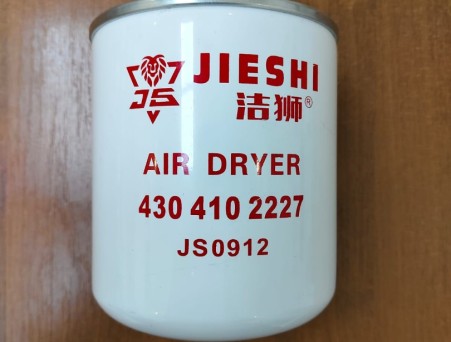 JS
JIESHI
洁狮®
AIR DRYER
430 410 2227
JS0912